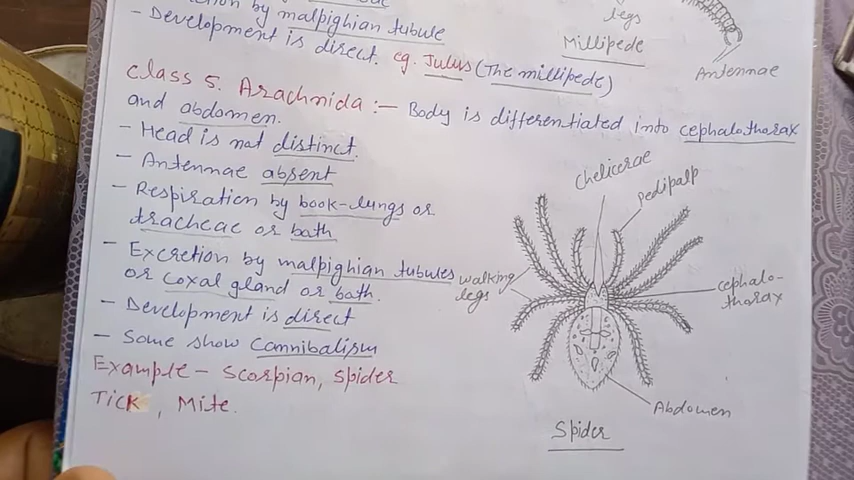 by malpighian tubule
- Development is direct. eg. Julus (The millipede)
legs
Millipede
Antennae
Class 5. Arachnida :- Body is differentiated into cephalothorax
and abdomen.
- Head is not distinct.
- Antennae absent
- Respiration by book-lungs or
tracheae or bath
- Excretion by malpighian tubules
or coxal gland or bath.
- Development is direct
- Some show Cannibalism
Example - Scorpian, Spider
Tick, Mite.
Chelicerae
Pedipalp
walking
legs
cephalo-
thorax
Abdomen
Spider